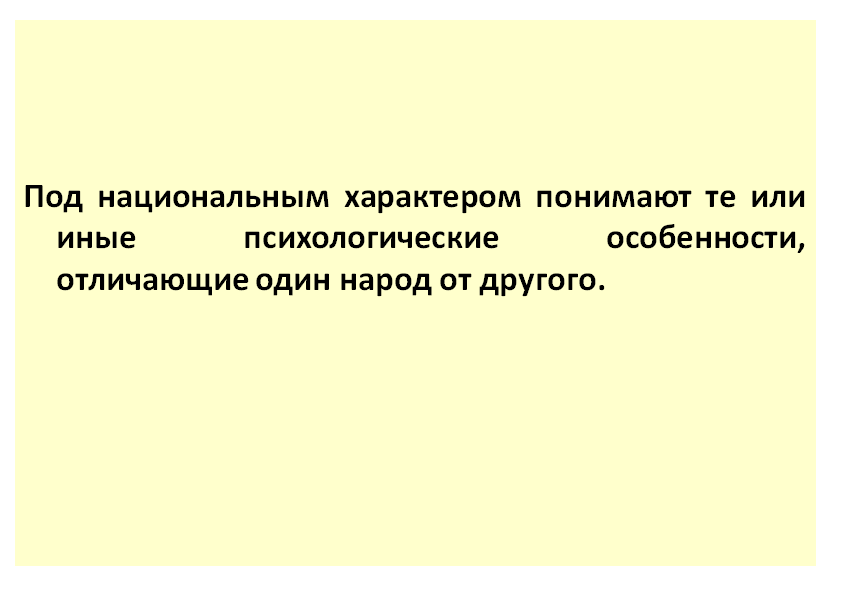 Под национальным характером понимают те или
иные психологические особенности,
отличающие один народ от другого.